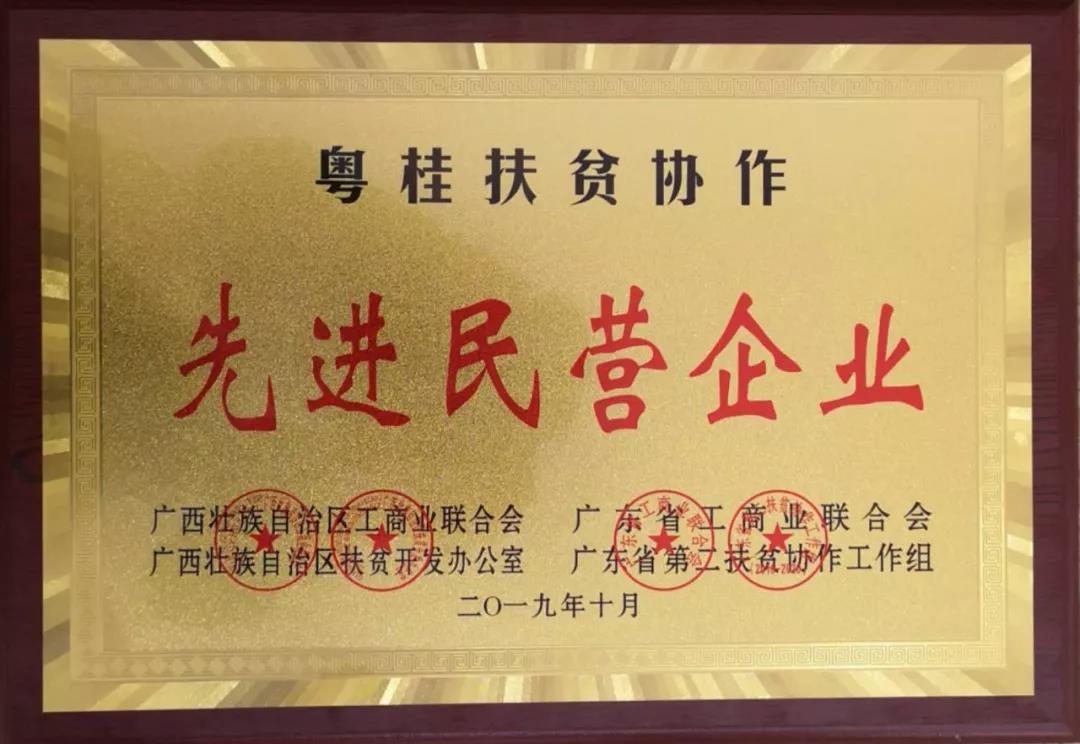 粤桂扶贫协作
先进民营企业
广西壮族自治区工商业联合会
广东省工商业联合会
广西壮族自治区扶贫开发办公室
广东省第二扶贫协作工作组
二〇一九年十月